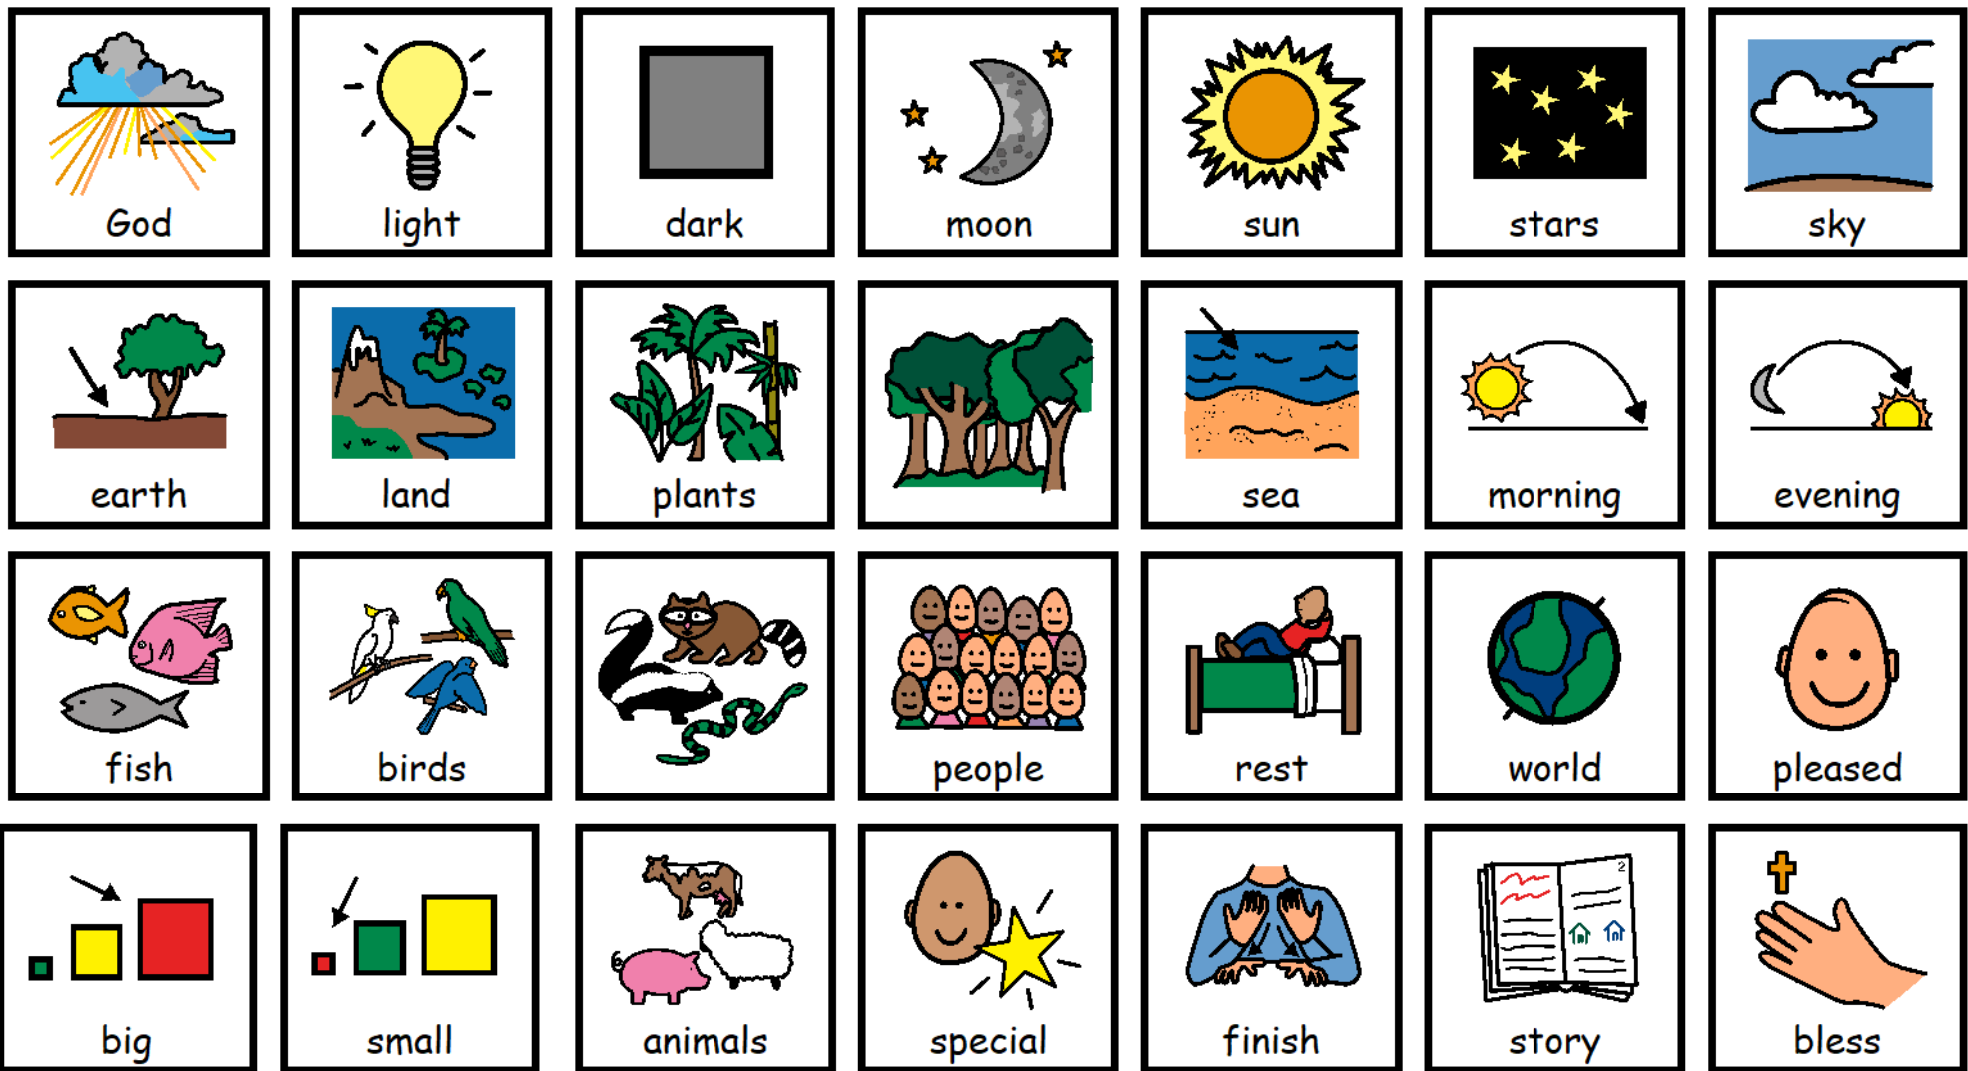 God light dark moon sun stars sky
earth land plants sea morning evening
fish birds people rest world pleased
2
big small animals special finish story bless